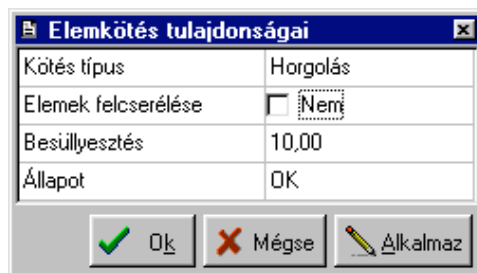 Elemkötés tulajdonságai
Kötés típus Horgolás
Elemek felcserélése Nem
Besüllyesztés 10,00
Állapot OK
Ok Mégse Alkalmaz